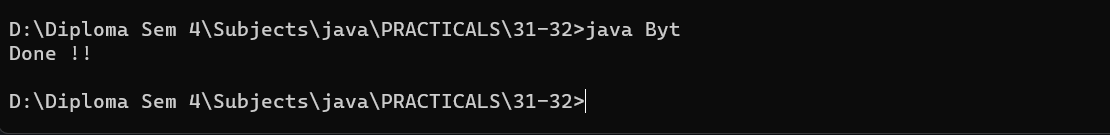 D:\Diploma Sem 4\Subjects\java\PRACTICALS\31-32>java Byt
Done !!
D:\Diploma Sem 4\Subjects\java\PRACTICALS\31-32>